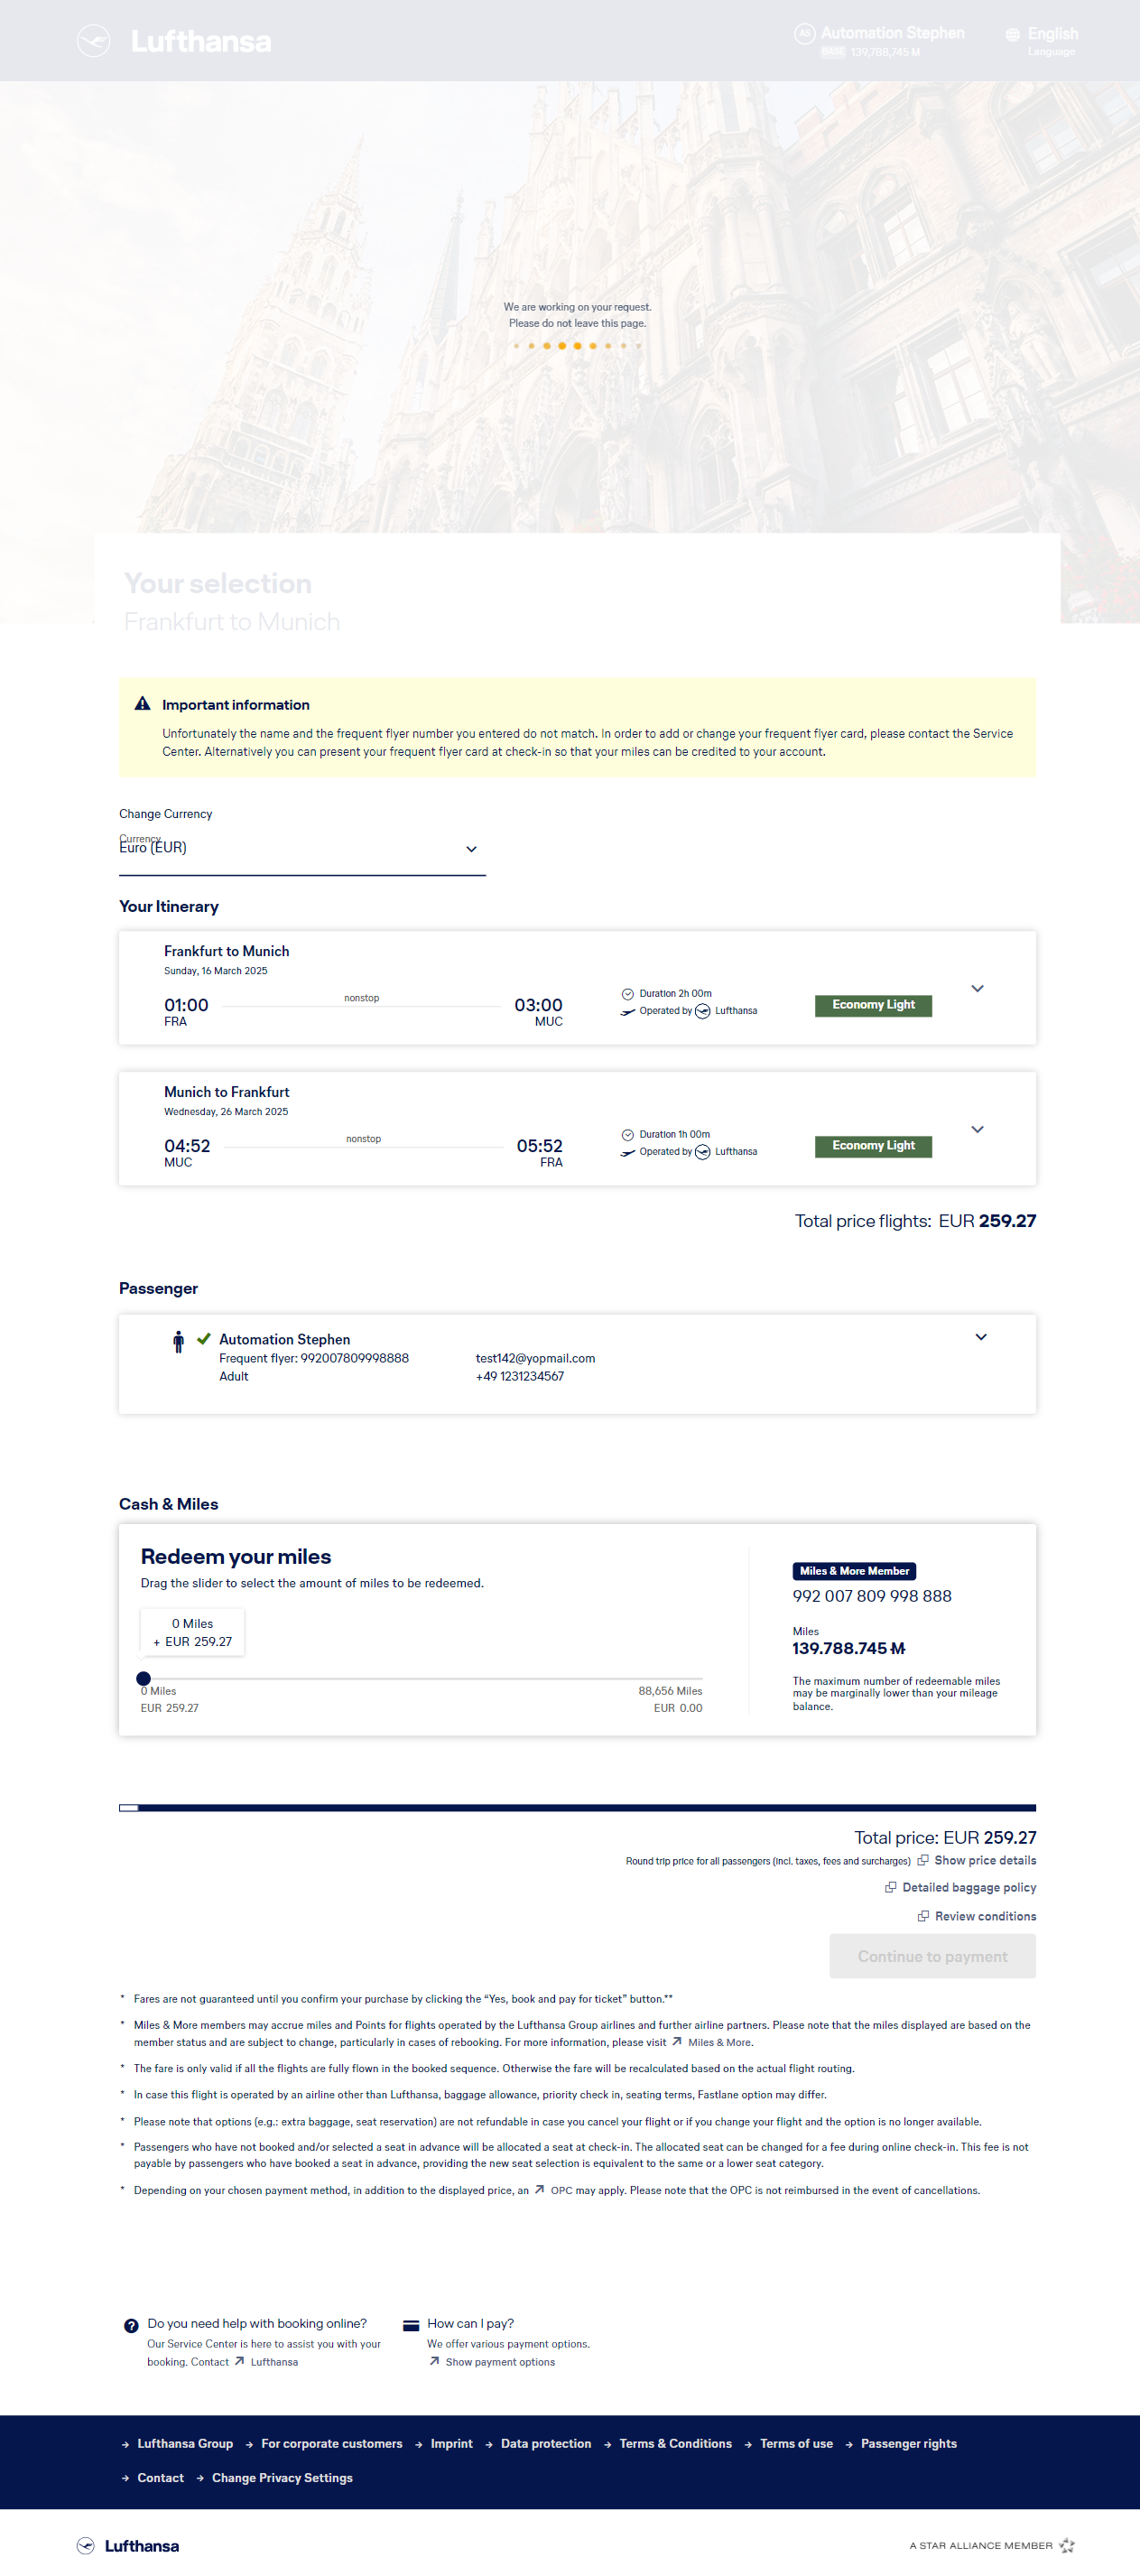 Lufthansa
AS Automation Stephen
BASE 139,788,745 M
English
Language
We are working on your request.
Please do not leave this page.
Your selection
Frankfurt to Munich
Important information
Unfortunately the name and the frequent flyer number you entered do not match. In order to add or change your frequent flyer card, please contact the Service
Center. Alternatively you can present your frequent flyer card at check-in so that your miles can be credited to your account.
Change Currency
Currency
Euro (EUR)
Your Itinerary
Frankfurt to Munich
Sunday, 16 March 2025
01:00 nonstop 03:00
FRA MUC
Duration 2h 00m
Operated by Lufthansa
Economy Light
Munich to Frankfurt
Wednesday, 26 March 2025
04:52 nonstop 05:52
MUC FRA
Duration 1h 00m
Operated by Lufthansa
Economy Light
Total price flights: EUR 259.27
Passenger
Automation Stephen
Frequent flyer: 992007809998888 test142@yopmail.com
Adult +49 1231234567
Cash & Miles
Redeem your miles
Drag the slider to select the amount of miles to be redeemed.
0 Miles
+ EUR 259.27
0 Miles 88,656 Miles
EUR 259.27 EUR 0.00
Miles & More Member
992 007 809 998 888
Miles
139.788.745 M
The maximum number of redeemable miles
may be marginally lower than your mileage
balance.
Total price: EUR 259.27
Round trip price for all passengers (incl. taxes, fees and surcharges) Show price details
Detailed baggage policy
Review conditions
Continue to payment
* Fares are not guaranteed until you confirm your purchase by clicking the “Yes, book and pay for ticket” button.**
* Miles & More members may accrue miles and Points for flights operated by the Lufthansa Group airlines and further airline partners. Please note that the miles displayed are based on the
member status and are subject to change, particularly in cases of rebooking. For more information, please visit Miles & More.
* The fare is only valid if all the flights are fully flown in the booked sequence. Otherwise the fare will be recalculated based on the actual flight routing.
* In case this flight is operated by an airline other than Lufthansa, baggage allowance, priority check in, seating terms, Fastlane option may differ.
* Please note that options (e.g.: extra baggage, seat reservation) are not refundable in case you cancel your flight or if you change your flight and the option is no longer available.
* Passengers who have not booked and/or selected a seat in advance will be allocated a seat at check-in. The allocated seat can be changed for a fee during online check-in. This fee is not
payable by passengers who have booked a seat in advance, providing the new seat selection is equivalent to the same or a lower seat category.
* Depending on your chosen payment method, in addition to the displayed price, an OPC may apply. Please note that the OPC is not reimbursed in the event of cancellations.
Do you need help with booking online?
Our Service Center is here to assist you with your
booking. Contact Lufthansa
How can I pay?
We offer various payment options.
Show payment options
Lufthansa Group For corporate customers Imprint Data protection Terms & Conditions Terms of use Passenger rights
Contact Change Privacy Settings
Lufthansa
A STAR ALLIANCE MEMBER